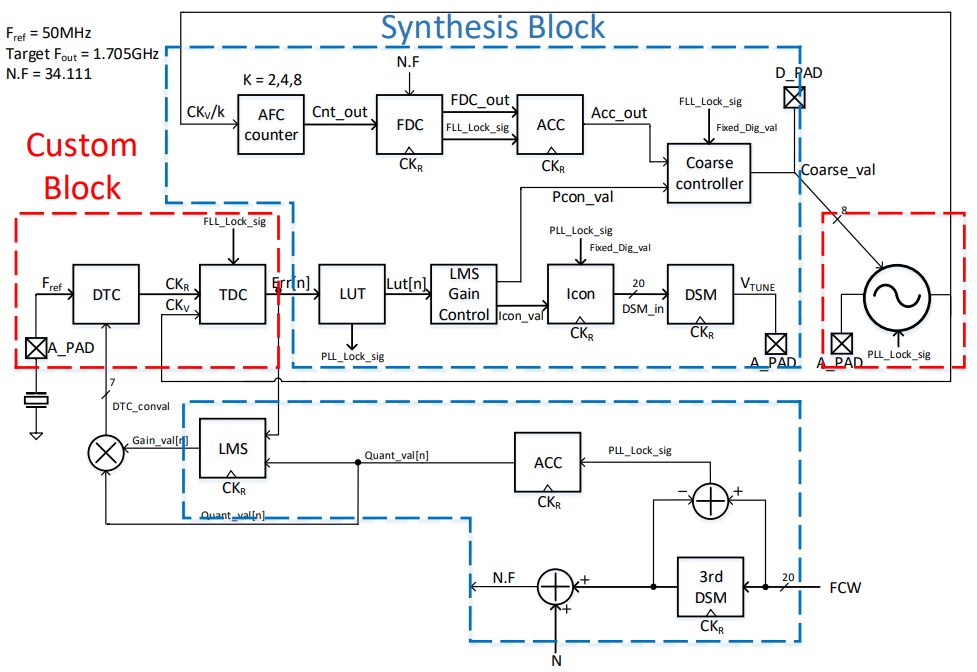 F_ref = 50MHz
Target F_out = 1.705GHz
N.F = 34.111
Synthesis Block
Custom
Block
K = 2,4,8
N.F
D_PAD
CK_V/k
AFC
counter
Cnt_out
FDC
FDC_out
FLL_Lock_sig
ACC
Acc_out
CK_R
CK_R
FLL_Lock_sig
Fixed_Dig_val
Coarse
controller
Coarse_val
8
Pcon_val
FLL_Lock_sig
PLL_Lock_sig
Fixed_Dig_val
F_ref
DTC
CK_R
CK_V
TDC
Err[n]
LUT
Lut[n]
LMS
Gain
Control
Icon_val
Icon
CK_R
20
DSM_in
DSM
CK_R
V_TUNE
A_PAD
PLL_Lock_sig
A_PAD
A_PAD
PLL_Lock_sig
7
DTC_conval
Gain_val[n]
LMS
CK_R
Quant_val[n]
ACC
CK_R
PLL_Lock_sig
Quant_val[n]
− +
N.F
+
+
N
3rd
DSM
CK_R
20
FCW